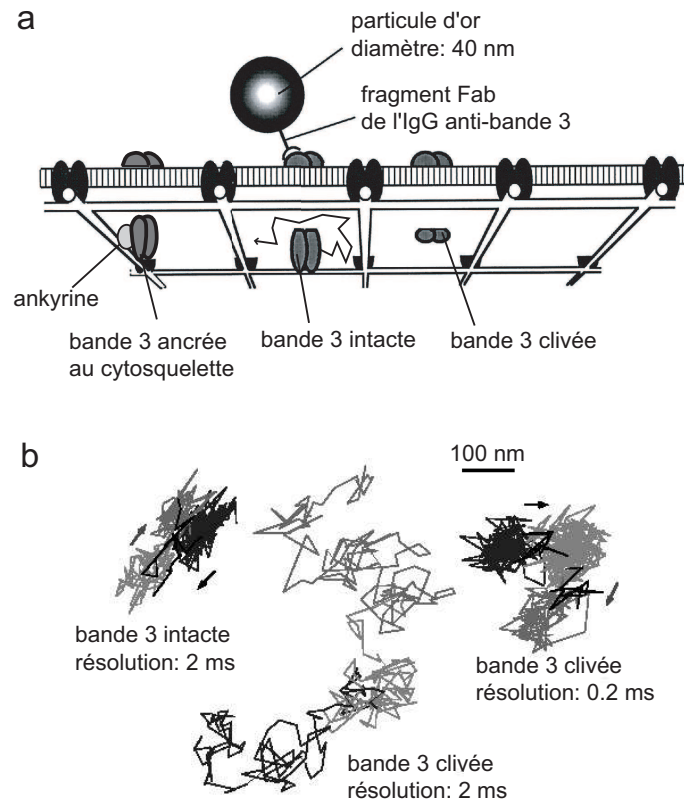 a
particule d'or
diamètre: 40 nm
fragment Fab
de l'IgG anti-bande 3
ankyrine
bande 3 ancrée
au cytosquelette
bande 3 intacte
bande 3 clivée
b
100 nm
bande 3 intacte
résolution: 2 ms
bande 3 clivée
résolution: 0.2 ms
bande 3 clivée
résolution: 2 ms